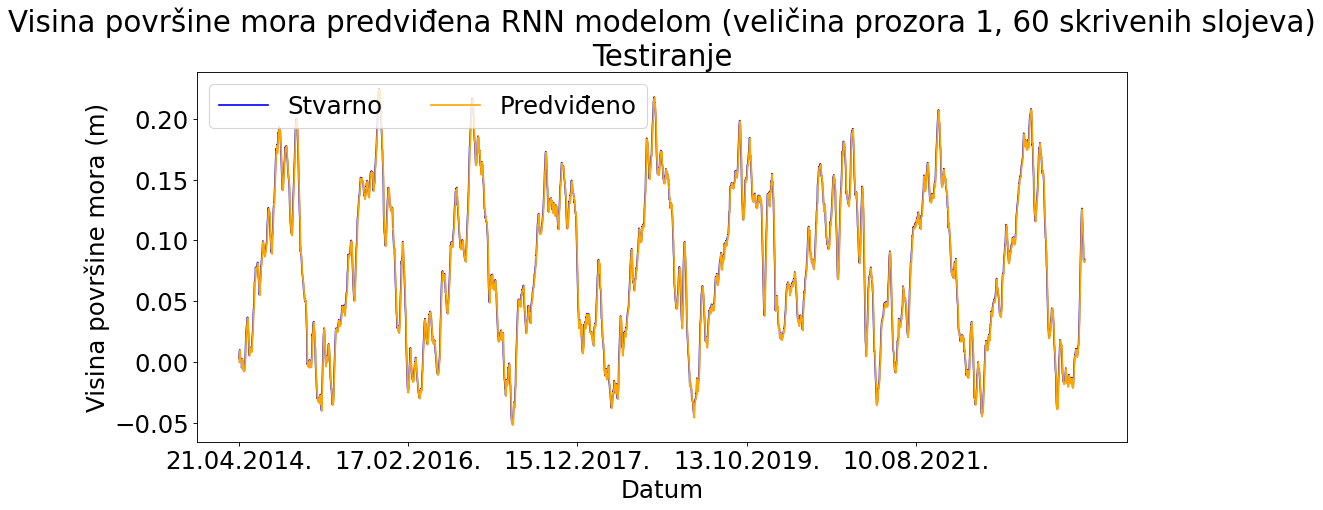 Visina površine mora predviđena RNN modelom (veličina prozora 1, 60 skrivenih slojeva)
Testiranje
Stvarno Predviđeno
Visina površine mora (m)
0.20
0.15
0.10
0.05
0.00
−0.05
21.04.2014. 17.02.2016. 15.12.2017. 13.10.2019. 10.08.2021.
Datum